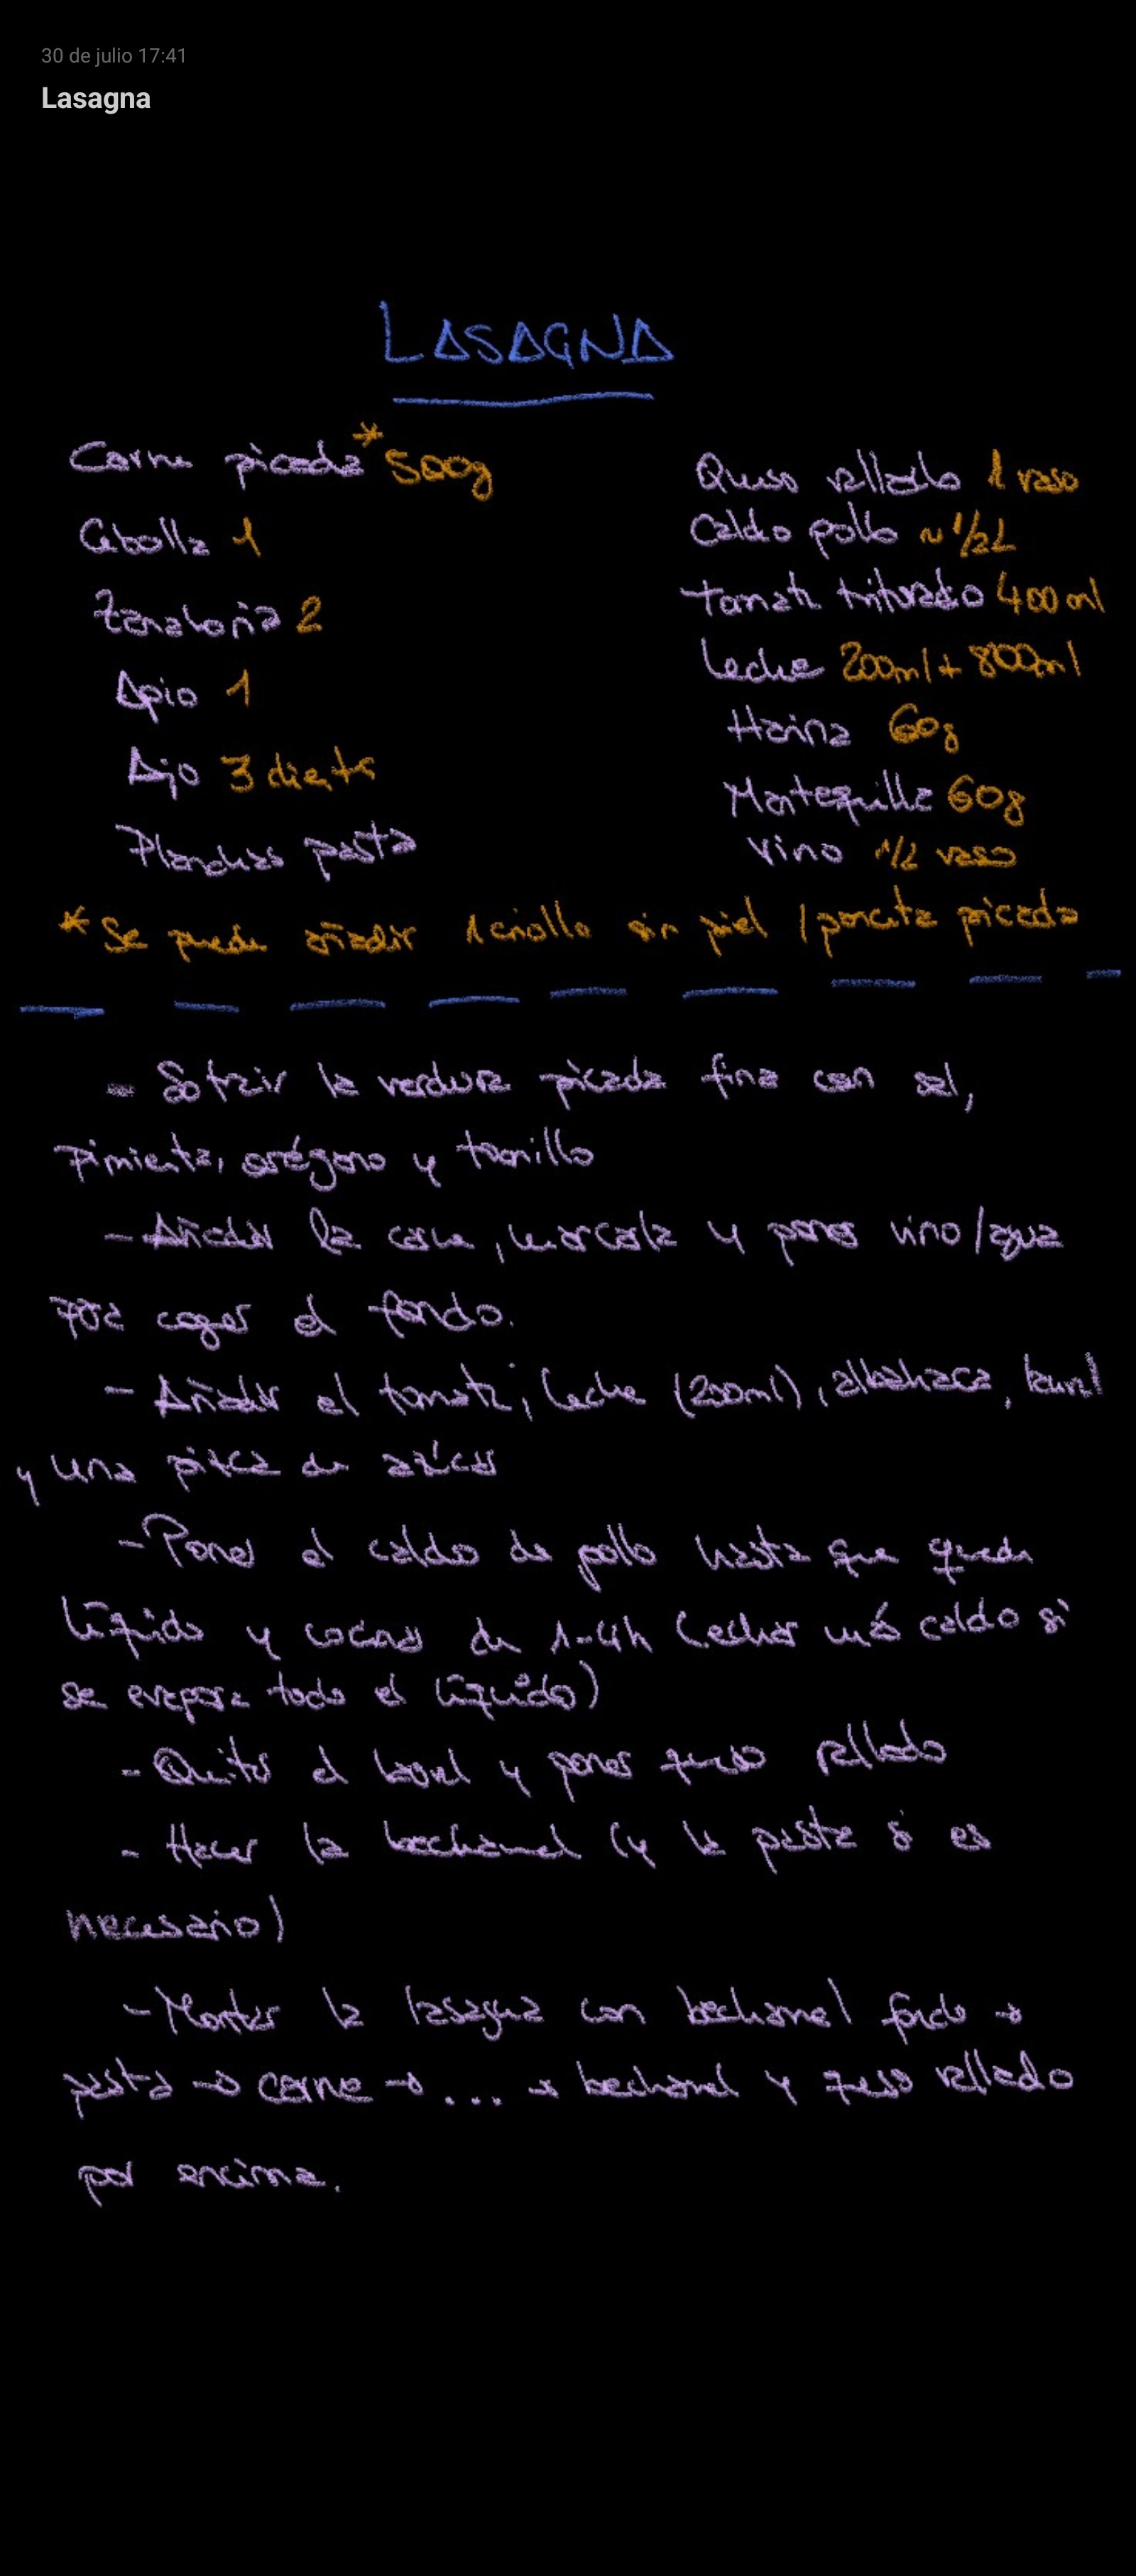 30 de julio 17:41
Lasagna
LASAGNA
Carne picada* 500g
Cebolla 1
Zanahoria 2
Apio 1
Ajo 3 dientes
Planchas pasta
Queso rallado 1 vaso
Caldo pollo ~ 1/2L
Tomate triturado 400ml
Leche 200ml + 800ml
Harina 60g
Mantequilla 60g
Vino 1/2 vaso
* Se puede añadir 1 criollo sin piel / panceta picada
- Sofreir la verdura picada fina con sal,
pimienta, orégano y tomillo
- Añadir la carne, marcarla y poner vino/agua
para coger el fondo.
- Añadir el tomate, leche (200ml), albahaca, laurel
y una pizca de azúcar
- Poner el caldo de pollo hasta que quede
líquido y cocinar de 1-4h (echar más caldo si
se evapora todo el líquido)
- Quitar el laurel y poner queso rallado
- Hacer la bechamel (y la pasta si es
necesario)
- Montar la lasagna con bechamel fondo →
pasta → carne → ... → bechamel y queso rallado
por encima.